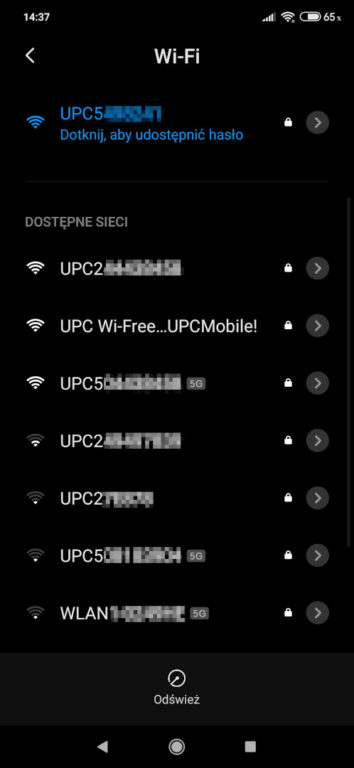 14:37
65%
Wi-Fi
UPC5
Dotknij, aby udostępnić hasło
DOSTĘPNE SIECI
UPC2
UPC Wi-Free...UPCMobile!
UPC5 5G
UPC2
UPC2
UPC5 5G
WLAN1 5G
Odśwież